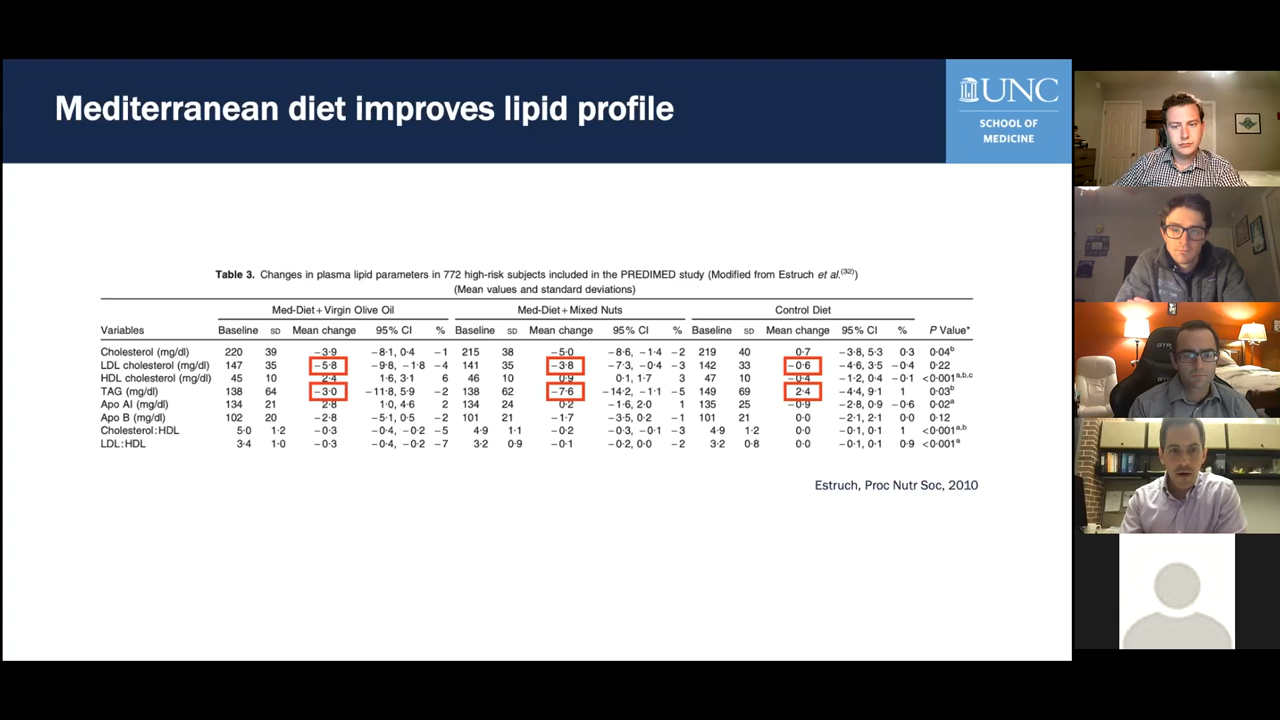 Mediterranean diet improves lipid profile
UNC
SCHOOL OF
MEDICINE
Table 3. Changes in plasma lipid parameters in 772 high-risk subjects included in the PREDIMED study (Modified from Estruch et al.(32))
(Mean values and standard deviations)
Med-Diet + Virgin Olive Oil Med-Diet + Mixed Nuts Control Diet
Variables Baseline SD Mean change 95% CI % Baseline SD Mean change 95% CI % Baseline SD Mean change 95% CI % P Value*
Cholesterol (mg/dl) 220 39 −3·9 −8·1, 0·4 −1 215 38 −5·0 −8·6, −1·4 −2 219 40 0·7 −3·8, 5·3 0·3 0·04b
LDL cholesterol (mg/dl) 147 35 −5·8 −9·8, −1·8 −4 141 35 −3·8 −7·3, −0·4 −3 142 33 −0·6 −4·6, 3·5 −0·4 0·22
HDL cholesterol (mg/dl) 45 10 2·4 1·6, 3·1 6 46 10 0·9 0·1, 1·7 3 47 10 −0·4 −1·2, 0·4 −0·1 <0·001a,b,c
TAG (mg/dl) 138 64 −3·0 −11·8, 5·9 −2 138 62 −7·6 −14·2, −1·1 −5 149 69 2·4 −4·4, 9·1 1 0·03b
Apo AI (mg/dl) 134 21 2·8 1·0, 4·6 2 134 24 0·2 −1·6, 2·0 1 135 25 −0·9 −2·8, 0·9 −0·6 0·02a
Apo B (mg/dl) 102 20 −2·8 −5·1, 0·5 −2 101 21 −1·7 −3·5, 0·2 −1 101 21 0·0 −2·1, 2·1 0·0 0·12
Cholesterol:HDL 5·0 1·2 −0·3 −0·4, −0·2 −5 4·9 1·1 −0·2 −0·3, −0·1 −3 4·9 1·2 0·0 −0·1, 0·1 1 <0·001a,b
LDL:HDL 3·4 1·0 −0·3 −0·4, −0·2 −7 3·2 0·9 −0·1 −0·2, 0·0 −2 3·2 0·8 0·0 −0·1, 0·1 0·9 <0·001a
Estruch, Proc Nutr Soc, 2010